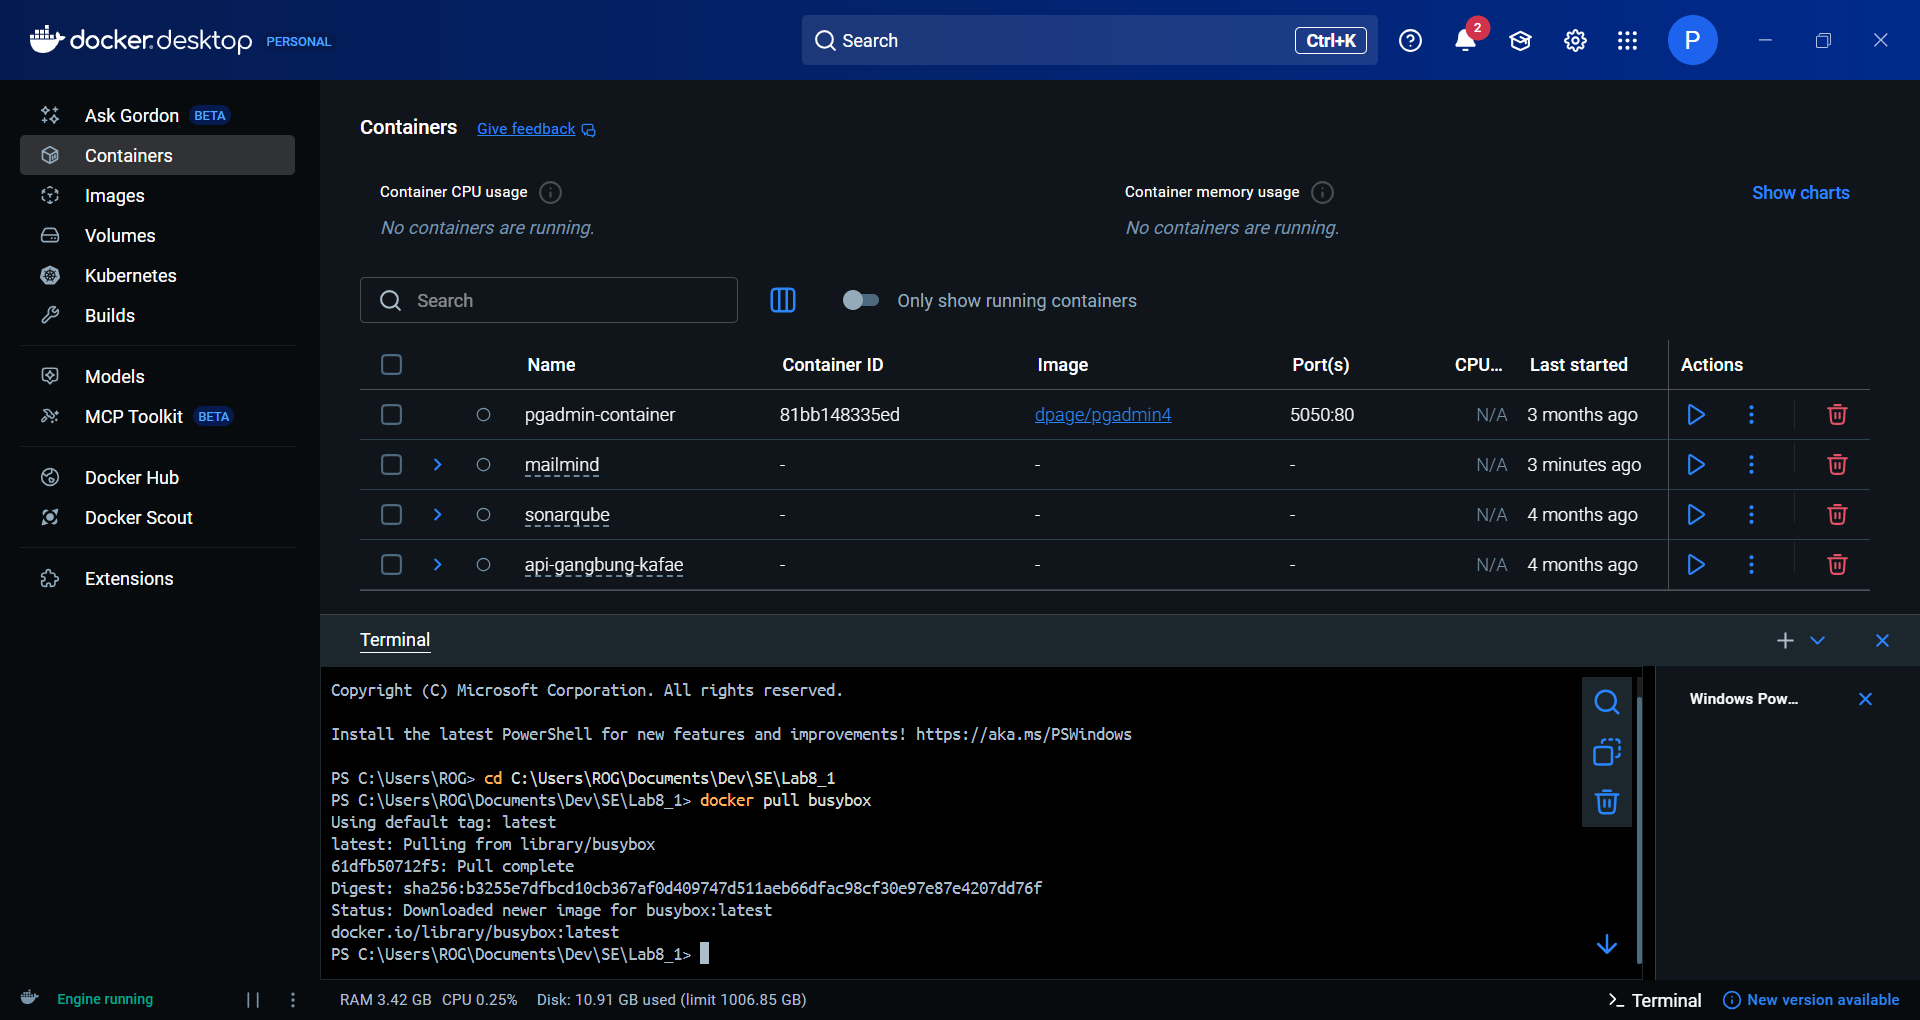 docker.desktop PERSONAL
Search Ctrl+K
2
P
Ask Gordon BETA
Containers
Images
Volumes
Kubernetes
Builds
Models
MCP Toolkit BETA
Docker Hub
Docker Scout
Extensions
Containers Give feedback
Container CPU usage
No containers are running.
Container memory usage
No containers are running.
Show charts
Search
Only show running containers
Name Container ID Image Port(s) CPU... Last started Actions
pgadmin-container 81bb148335ed dpage/pgadmin4 5050:80 N/A 3 months ago
mailmind - - - N/A 3 minutes ago
sonarqube - - - N/A 4 months ago
api-gangbung-kafae - - - N/A 4 months ago
Terminal
Copyright (C) Microsoft Corporation. All rights reserved.
Install the latest PowerShell for new features and improvements! https://aka.ms/PSWindows
PS C:\Users\ROG> cd C:\Users\ROG\Documents\Dev\SE\Lab8_1
PS C:\Users\ROG\Documents\Dev\SE\Lab8_1> docker pull busybox
Using default tag: latest
latest: Pulling from library/busybox
61dfb50712f5: Pull complete
Digest: sha256:b3255e7dfbcd10cb367af0d409747d511aeb66dfac98cf30e97e87e4207dd76f
Status: Downloaded newer image for busybox:latest
docker.io/library/busybox:latest
PS C:\Users\ROG\Documents\Dev\SE\Lab8_1>
Windows Pow...
Engine running
RAM 3.42 GB CPU 0.25% Disk: 10.91 GB used (limit 1006.85 GB)
>_ Terminal
New version available